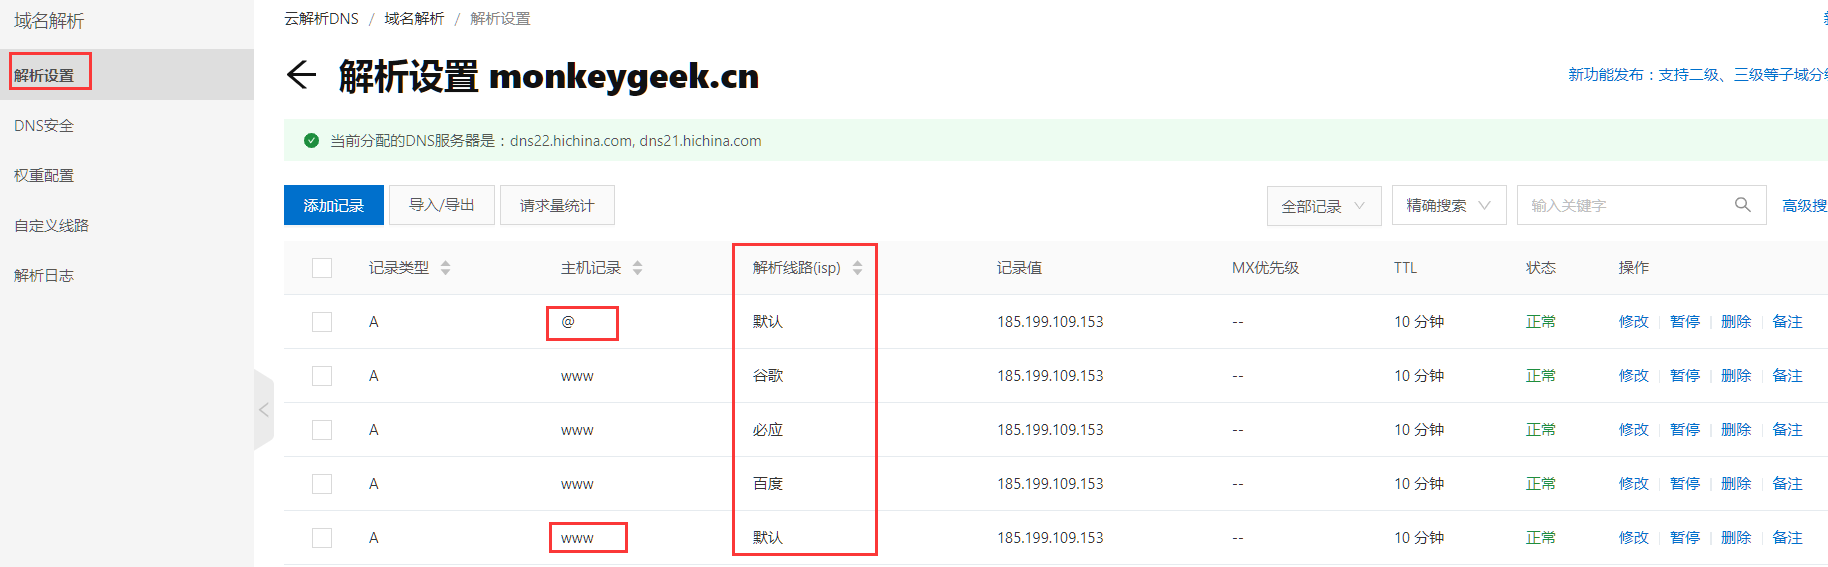 域名解析
解析设置
DNS安全
权重配置
自定义线路
解析日志
云解析DNS / 域名解析 / 解析设置
解析设置 monkeygeek.cn
新功能发布：支持二级、三级等子域分
当前分配的DNS服务器是：dns22.hichina.com, dns21.hichina.com
添加记录 导入/导出 请求量统计 全部记录 精确搜索 输入关键字 高级搜
记录类型 主机记录 解析线路(isp) 记录值 MX优先级 TTL 状态 操作
A @ 默认 185.199.109.153 -- 10 分钟 正常 修改 暂停 删除 备注
A www 谷歌 185.199.109.153 -- 10 分钟 正常 修改 暂停 删除 备注
A www 必应 185.199.109.153 -- 10 分钟 正常 修改 暂停 删除 备注
A www 百度 185.199.109.153 -- 10 分钟 正常 修改 暂停 删除 备注
A www 默认 185.199.109.153 -- 10 分钟 正常 修改 暂停 删除 备注